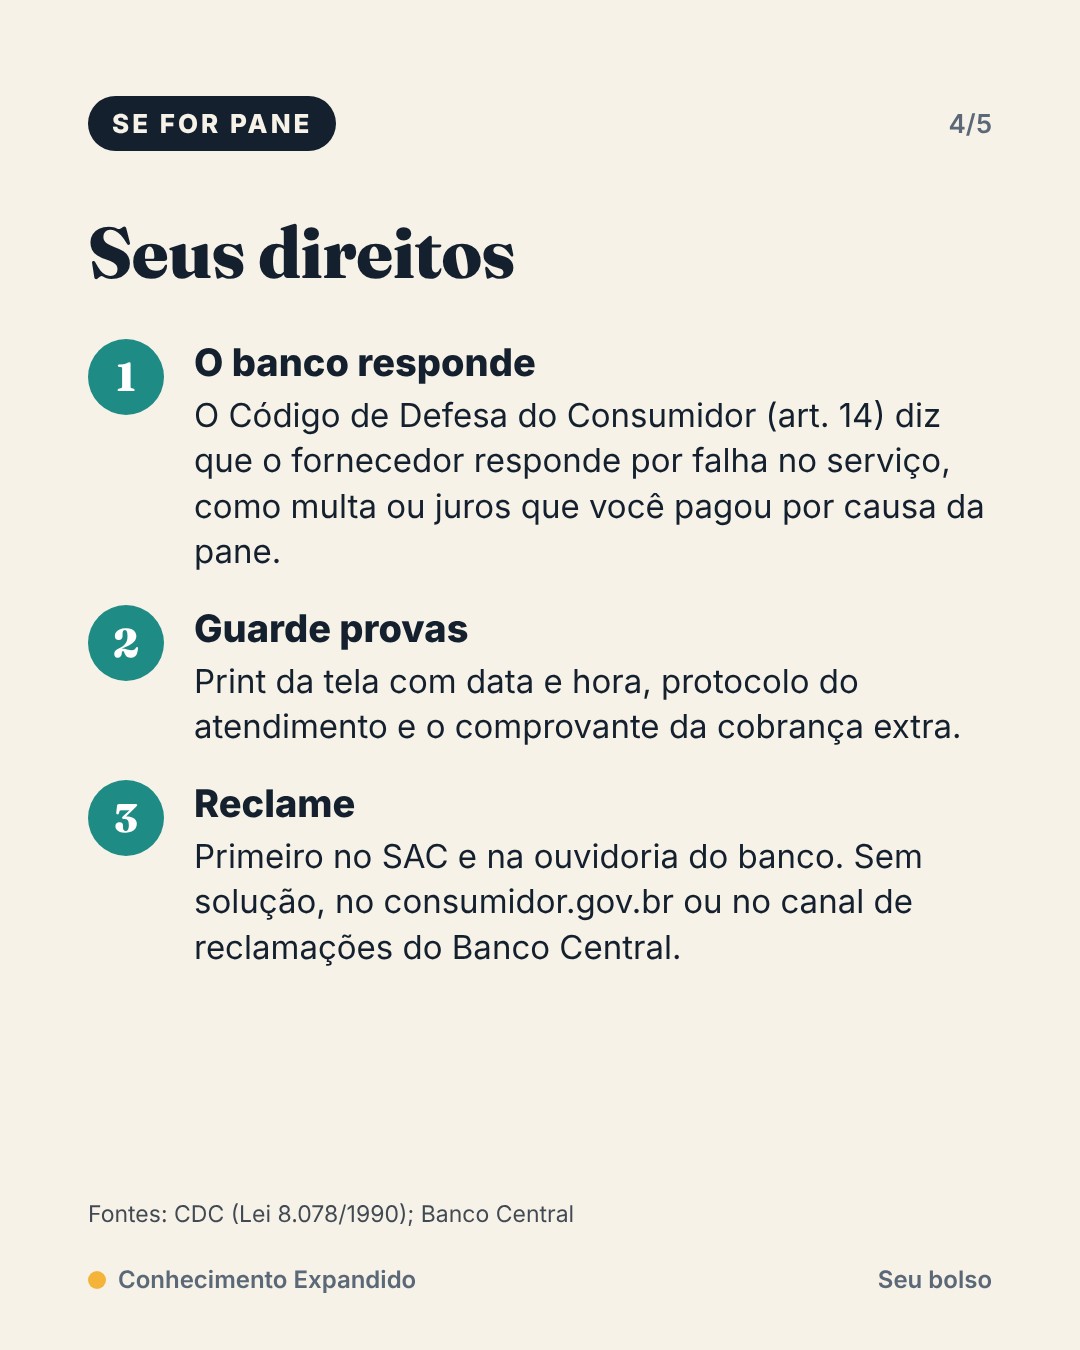 SE FOR PANE
4/5
Seus direitos
1
O banco responde
O Código de Defesa do Consumidor (art. 14) diz
que o fornecedor responde por falha no serviço,
como multa ou juros que você pagou por causa da
pane.
2
Guarde provas
Print da tela com data e hora, protocolo do
atendimento e o comprovante da cobrança extra.
3
Reclame
Primeiro no SAC e na ouvidoria do banco. Sem
solução, no consumidor.gov.br ou no canal de
reclamações do Banco Central.
Fontes: CDC (Lei 8.078/1990); Banco Central
Conhecimento Expandido
Seu bolso